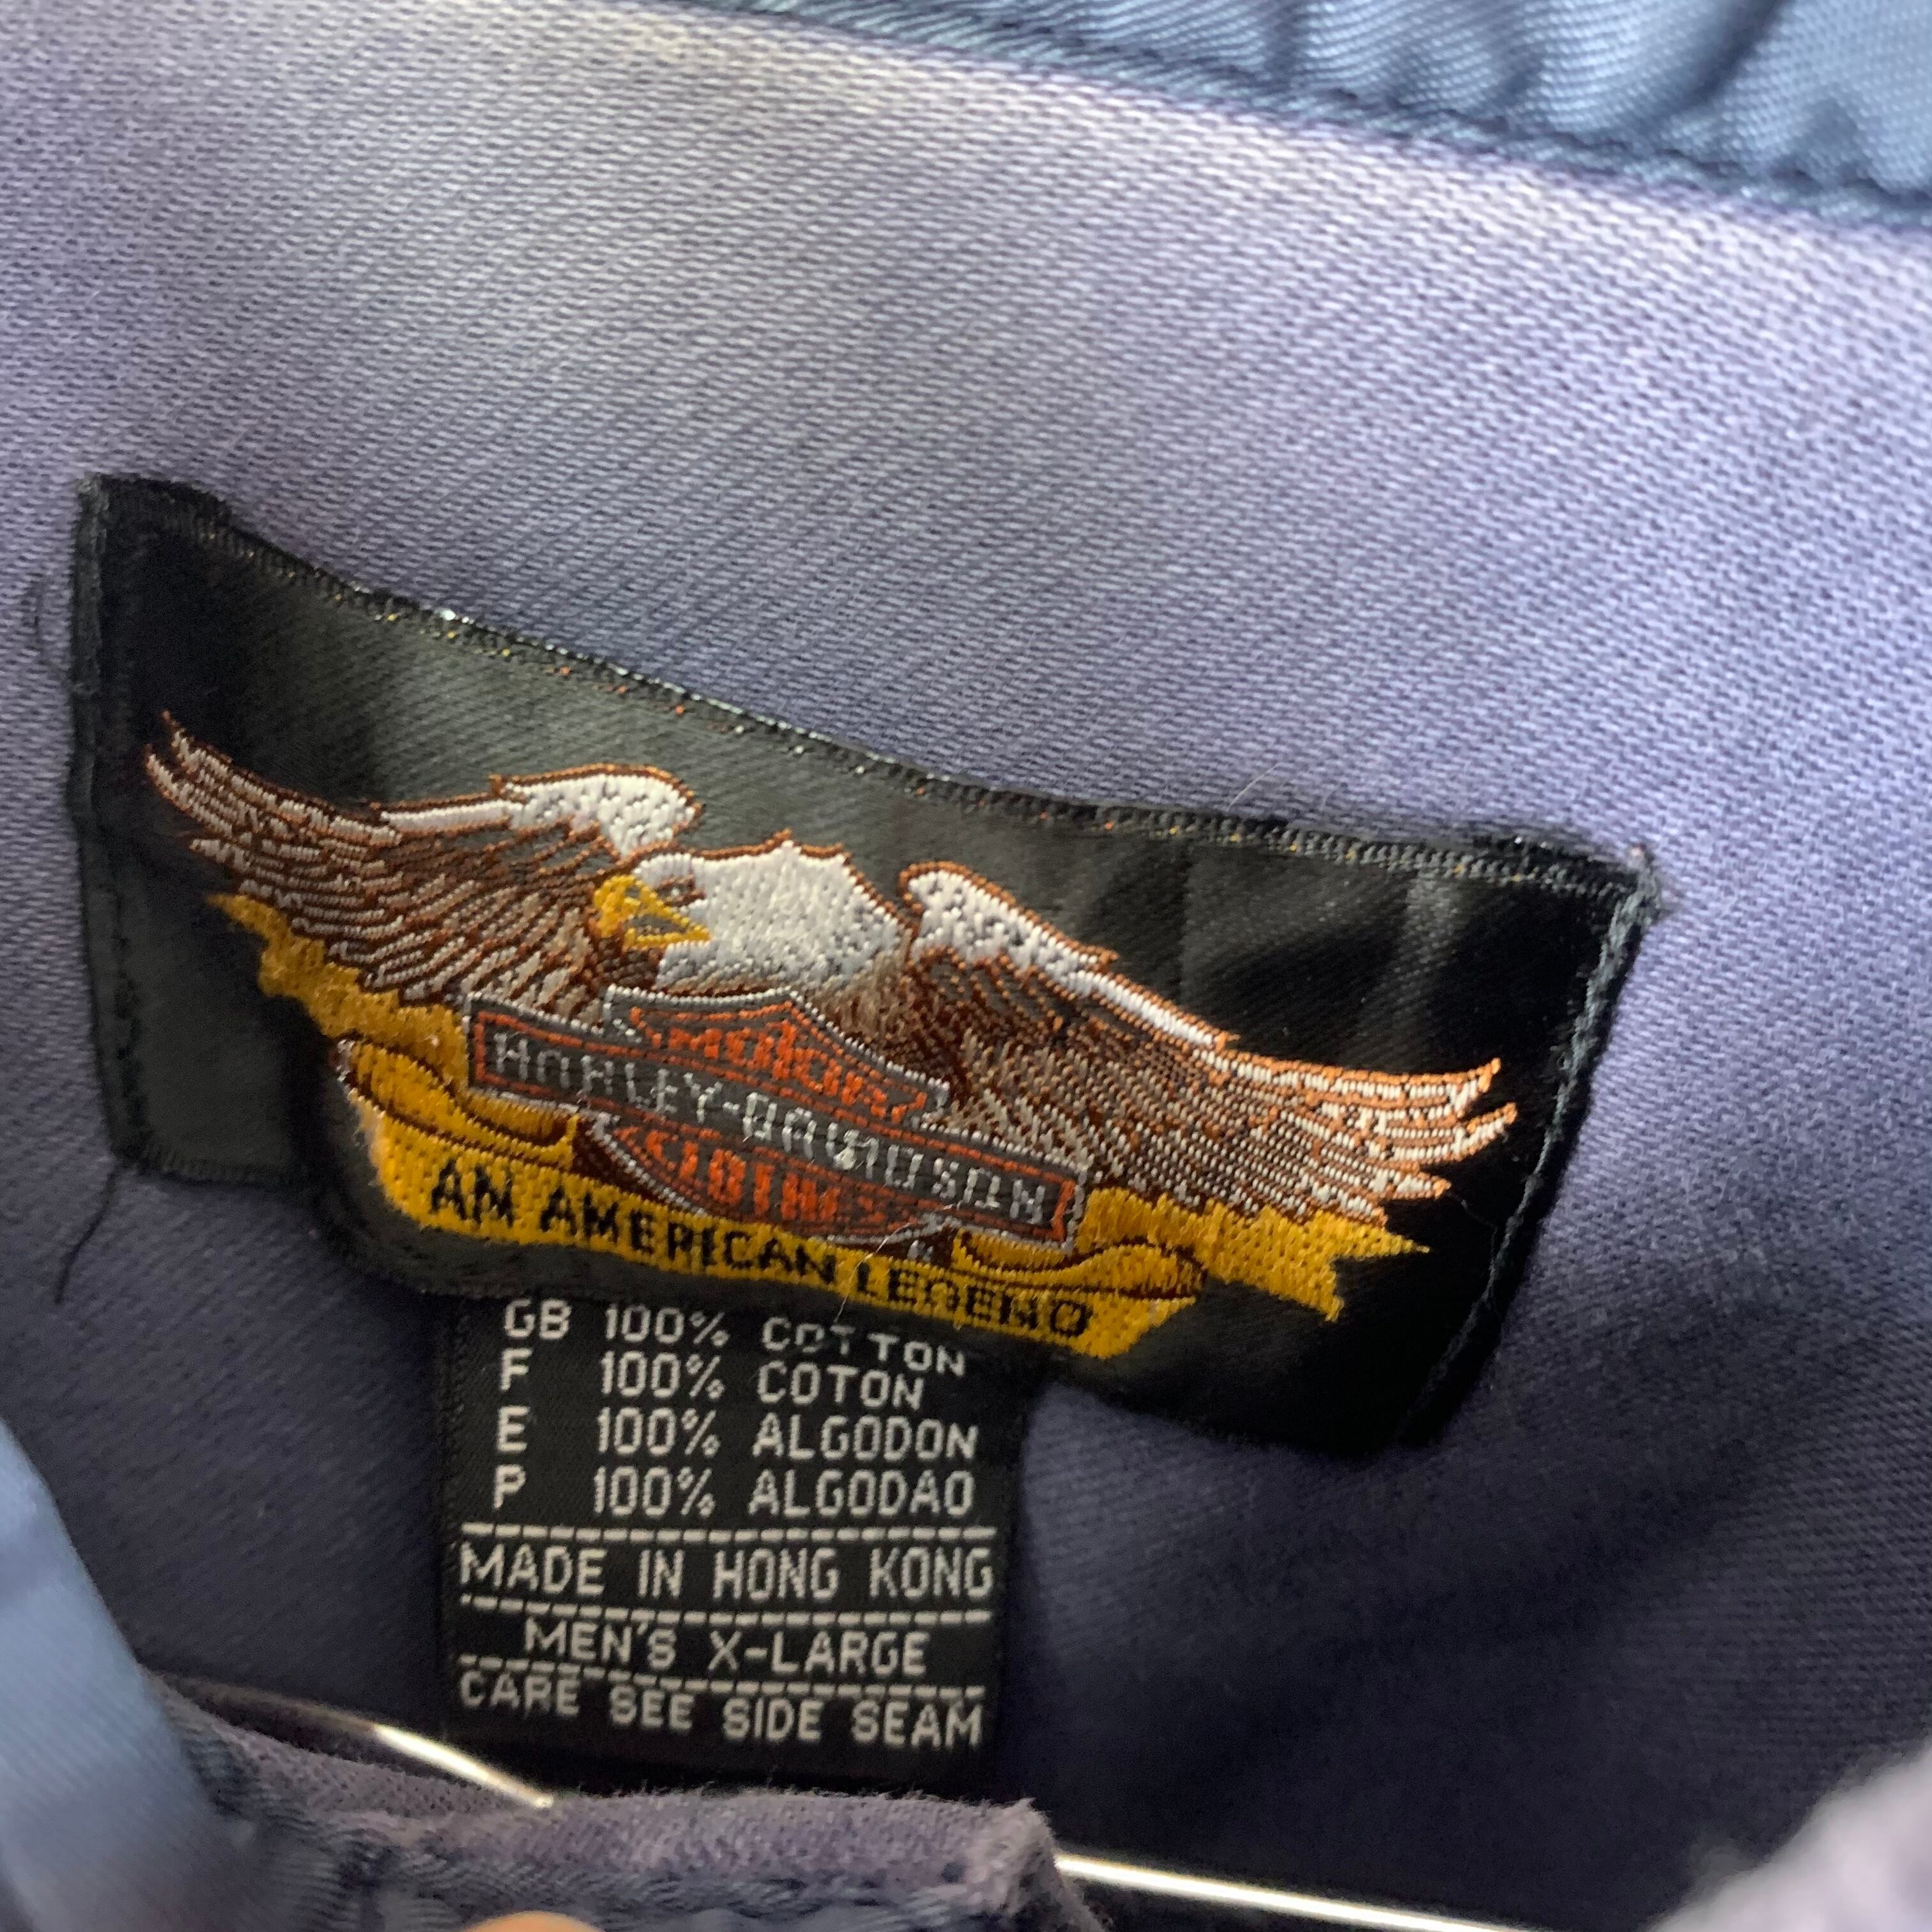 MOTOR
HARLEY-DAVIDSON
CLOTHES
AN AMERICAN LEGEND
GB 100% COTTON
F 100% COTON
E 100% ALGODON
P 100% ALGODAO
MADE IN HONG KONG
MEN'S X-LARGE
CARE SEE SIDE SEAM